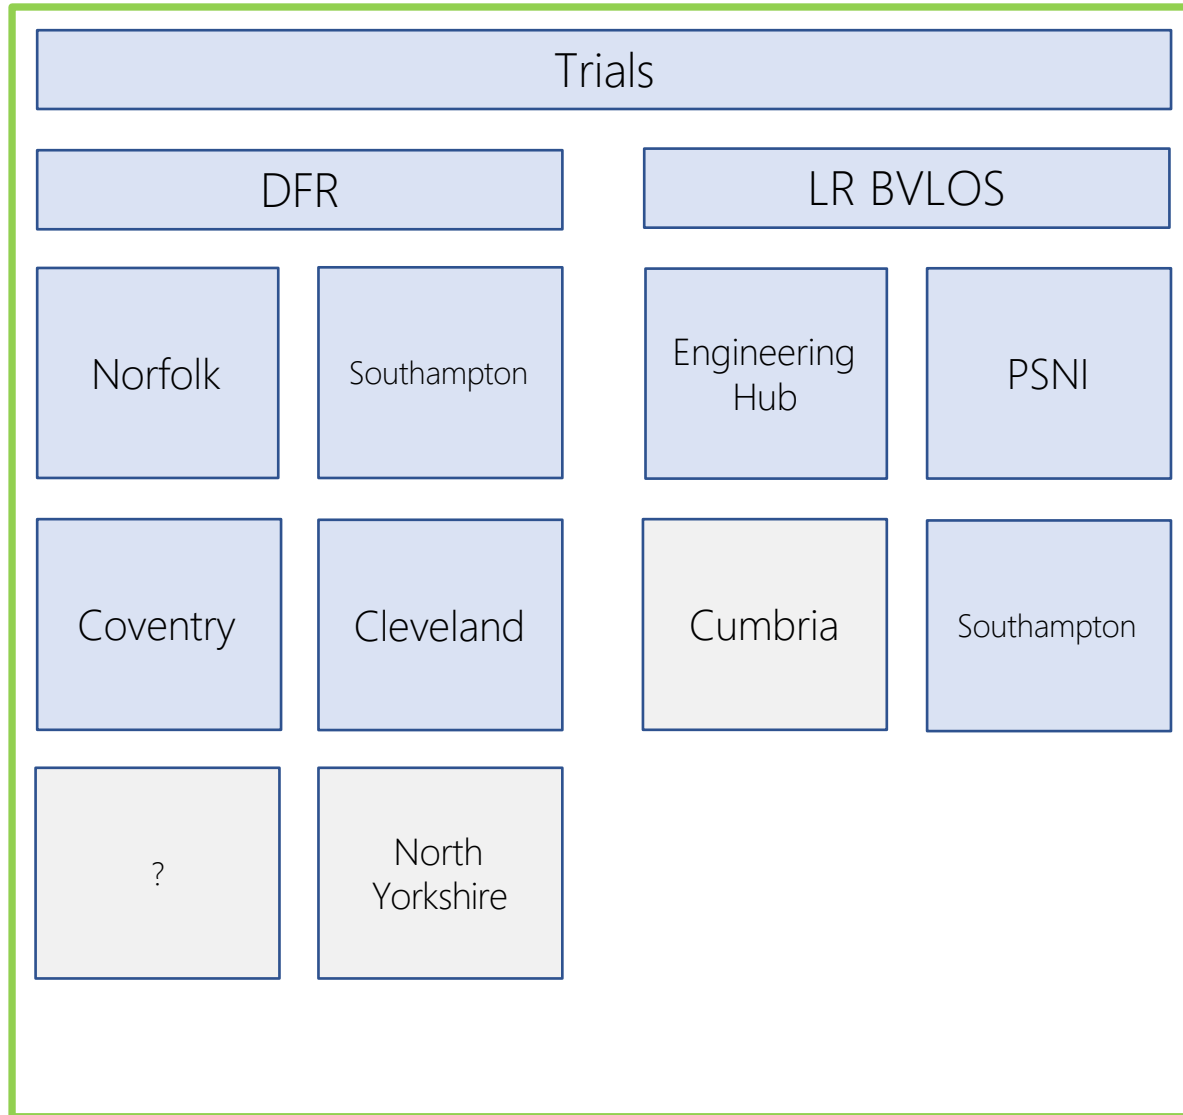 Trials
DFR
LR BVLOS
Norfolk
Southampton
Engineering
Hub
PSNI
Coventry
Cleveland
Cumbria
Southampton
?
North
Yorkshire